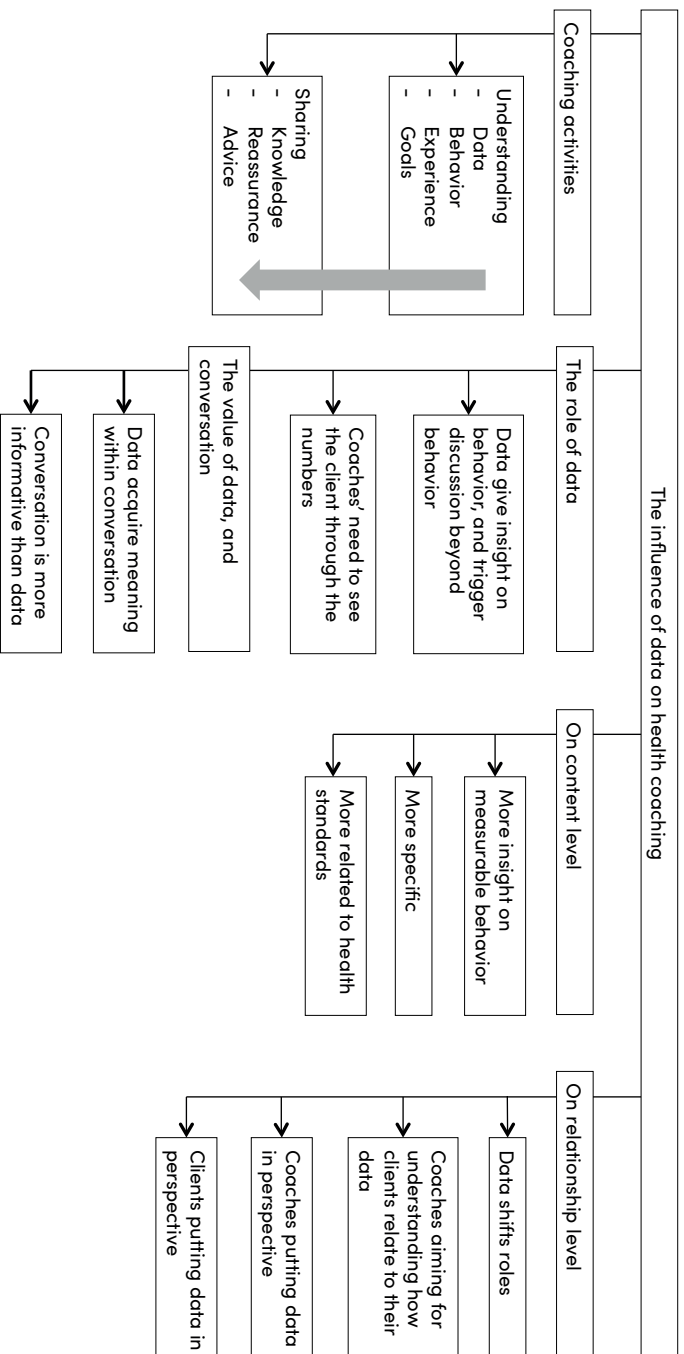 The influence of data on health coaching
Coaching activities
Understanding
- Data
- Behavior
- Experience
- Goals
Sharing
- Knowledge
- Reassurance
- Advice
The role of data
Data give insight on
behavior, and trigger
discussion beyond
behavior
Coaches’ need to see
the client through the
numbers
The value of data, and
conversation
Data acquire meaning
within conversation
Conversation is more
informative than data
On content level
More insight on
measurable behavior
More specific
More related to health
standards
On relationship level
Data shifts roles
Coaches aiming for
understanding how
clients relate to their
data
Coaches putting data
in perspective
Clients putting data in
perspective